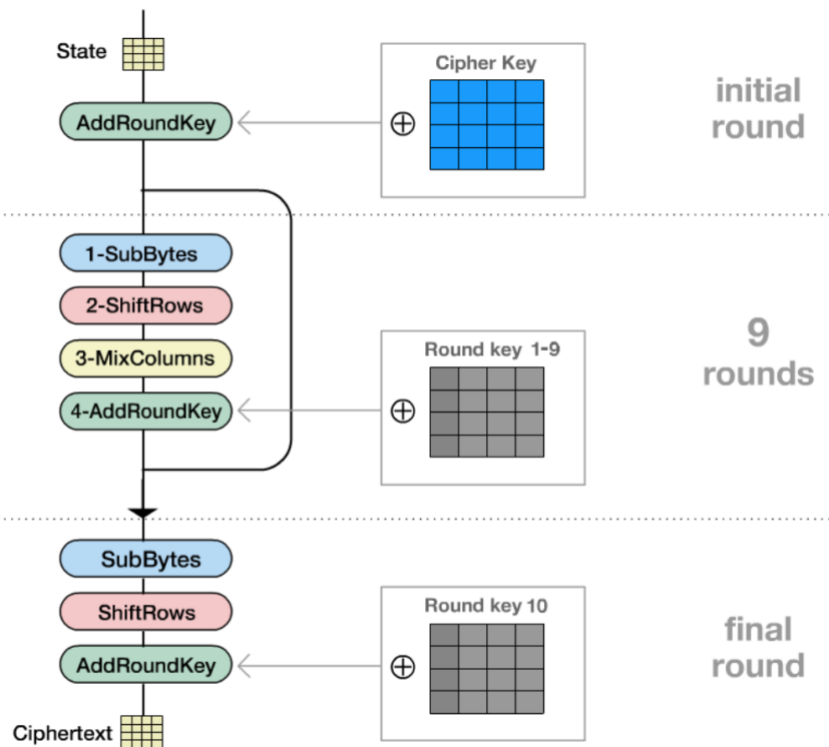 State
AddRoundKey
Cipher Key
initial
round
1-SubBytes
2-ShiftRows
3-MixColumns
4-AddRoundKey
Round key 1-9
9
rounds
SubBytes
ShiftRows
AddRoundKey
Round key 10
final
round
Ciphertext